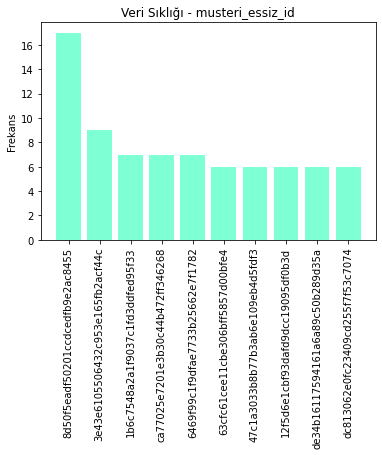 Veri Sıklığı - musteri_essiz_id
Frekans
16
14
12
10
8
6
4
2
0
8d50f5eadf50201ccdcedfb9e2ac8455
3e43e6105506432c953e165fb2acf44c
1b6c7548a2a1f9037c1fd3ddfed95f33
ca77025e7201e3b30c44b472ff346268
6469f99c1f9dfae7733b25662e7f1782
63cfc61cee11cbe306bff5857d00bfe4
47c1a3033b8b77b3ab6e109eb4d5fdf3
12f5d6e1cbf93dafd9dcc19095df0b3d
de34b16117594161a6a89c50b289d35a
dc813062e0fc23409cd255f7f53c7074